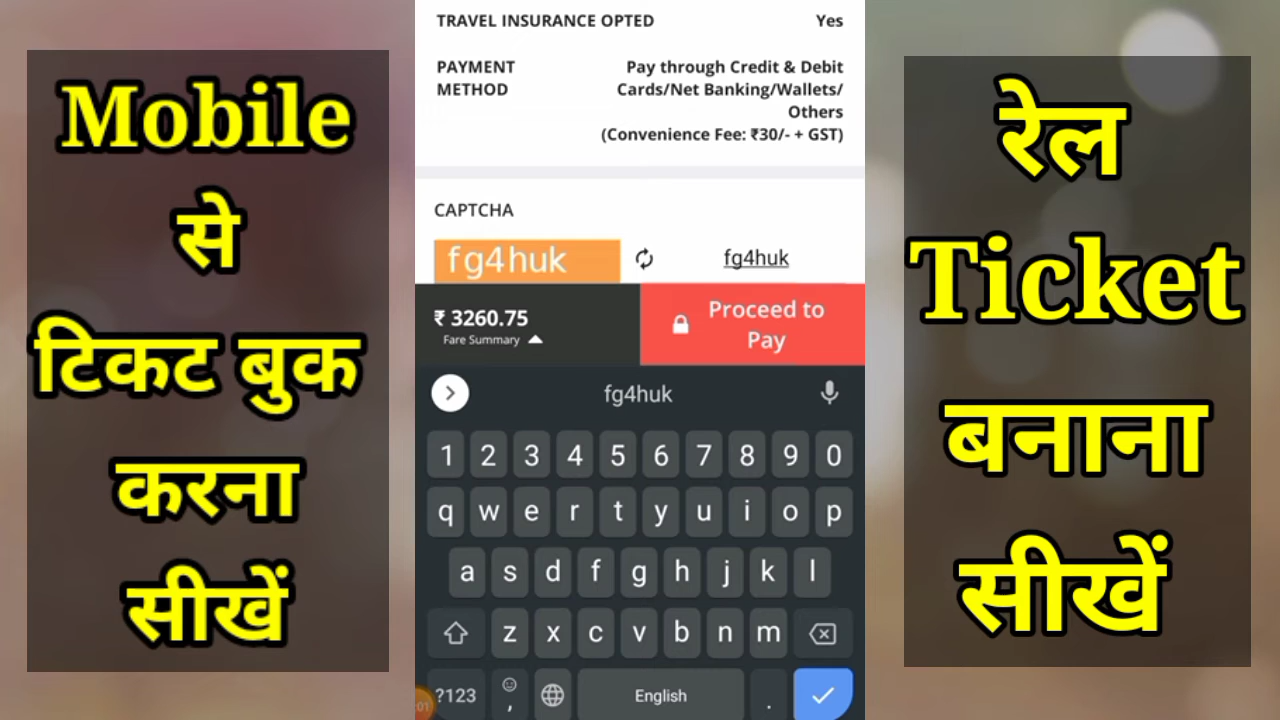 Mobile
से
टिकट बुक
करना
सीखें
TRAVEL INSURANCE OPTED Yes
PAYMENT METHOD Pay through Credit & Debit
Cards/Net Banking/Wallets/
Others
(Convenience Fee: ₹30/- + GST)
CAPTCHA
fg4huk fg4huk
₹ 3260.75
Fare Summary
Proceed to
Pay
fg4huk
1 2 3 4 5 6 7 8 9 0
q w e r t y u i o p
a s d f g h j k l
z x c v b n m
?123 , English .
:01
रेल
Ticket
बनाना
सीखें